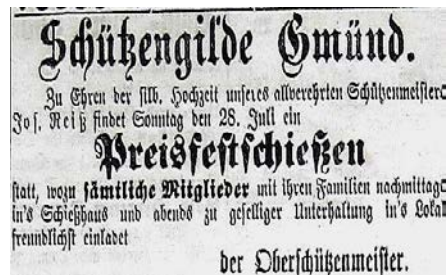 Schützengilde Gmünd.
Zu Ehren der silb. Hochzeit unseres allverehrten Schützenmeisters
Jos. Reiß findet Sonntag den 28. Juli ein
Preisfestschießen
statt, wozu sämtliche Mitglieder mit ihren Familien nachmittags
in's Schießhaus und abends zu geselliger Unterhaltung in's Lokal
freundlichst einladet
der Oberschützenmeister.